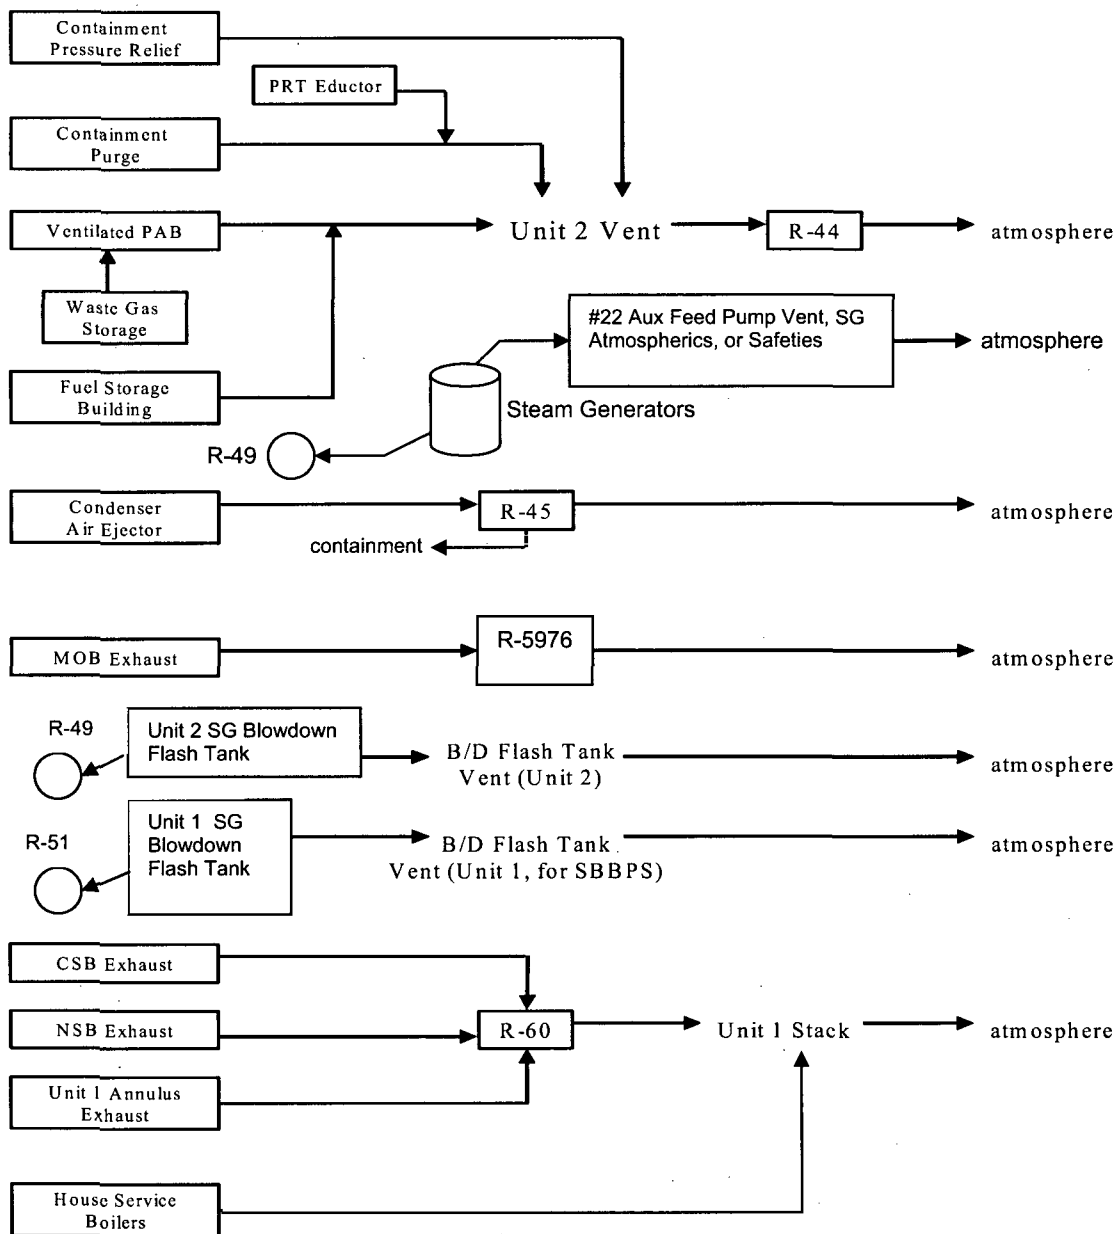 Containment
Pressure Relief
PRT Eductor
Containment
Purge
Ventilated PAB
Unit 2 Vent
R-44
atmosphere
Waste Gas
Storage
#22 Aux Feed Pump Vent, SG
Atmospherics, or Safeties
atmosphere
Fuel Storage
Building
Steam Generators
R-49
Condenser
Air Ejector
R-45
atmosphere
containment
MOB Exhaust
R-5976
atmosphere
R-49
Unit 2 SG Blowdown
Flash Tank
B/D Flash Tank
Vent (Unit 2)
atmosphere
R-51
Unit 1 SG
Blowdown
Flash Tank
B/D Flash Tank
Vent (Unit 1, for SBBPS)
atmosphere
CSB Exhaust
NSB Exhaust
R-60
Unit 1 Stack
atmosphere
Unit 1 Annulus
Exhaust
House Service
Boilers